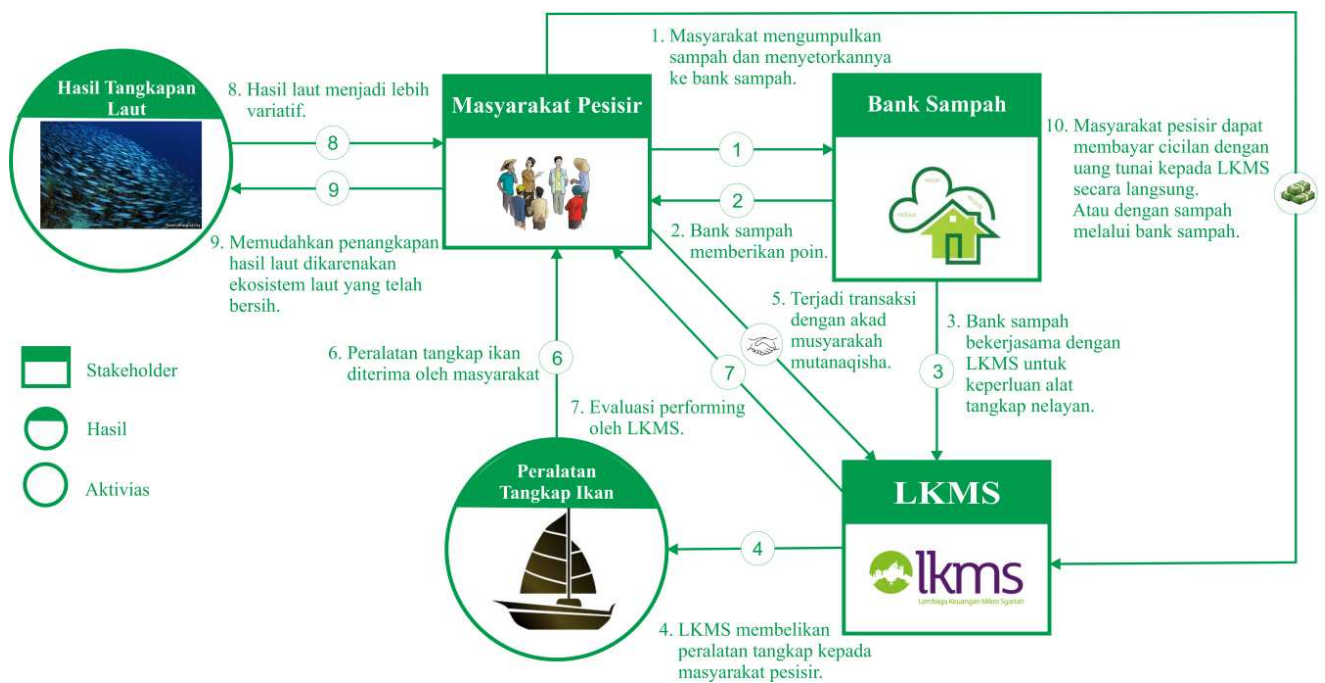 1. Masyarakat mengumpulkan
sampah dan menyetorkannya
ke bank sampah.
Hasil Tangkapan
Laut
8. Hasil laut menjadi lebih
variatif.
Masyarakat Pesisir
Bank Sampah
10. Masyarakat pesisir dapat
membayar cicilan dengan
uang tunai kepada LKMS
secara langsung.
Atau dengan sampah
melalui bank sampah.
8
1
9
2
9. Memudahkan penangkapan
hasil laut dikarenakan
ekosistem laut yang telah
bersih.
2. Bank sampah
memberikan poin.
5. Terjadi transaksi
dengan akad
musyarakah
mutanaqisha.
3. Bank sampah
bekerjasama dengan
LKMS untuk
keperluan alat
tangkap nelayan.
6. Peralatan tangkap ikan
diterima oleh masyarakat
6
7
3
Stakeholder
7. Evaluasi performing
oleh LKMS.
Hasil
Peralatan
Tangkap Ikan
LKMS
Aktivias
4
lkms
Lembaga Keuangan Mikro Syariah
4. LKMS membelikan
peralatan tangkap kepada
masyarakat pesisir.